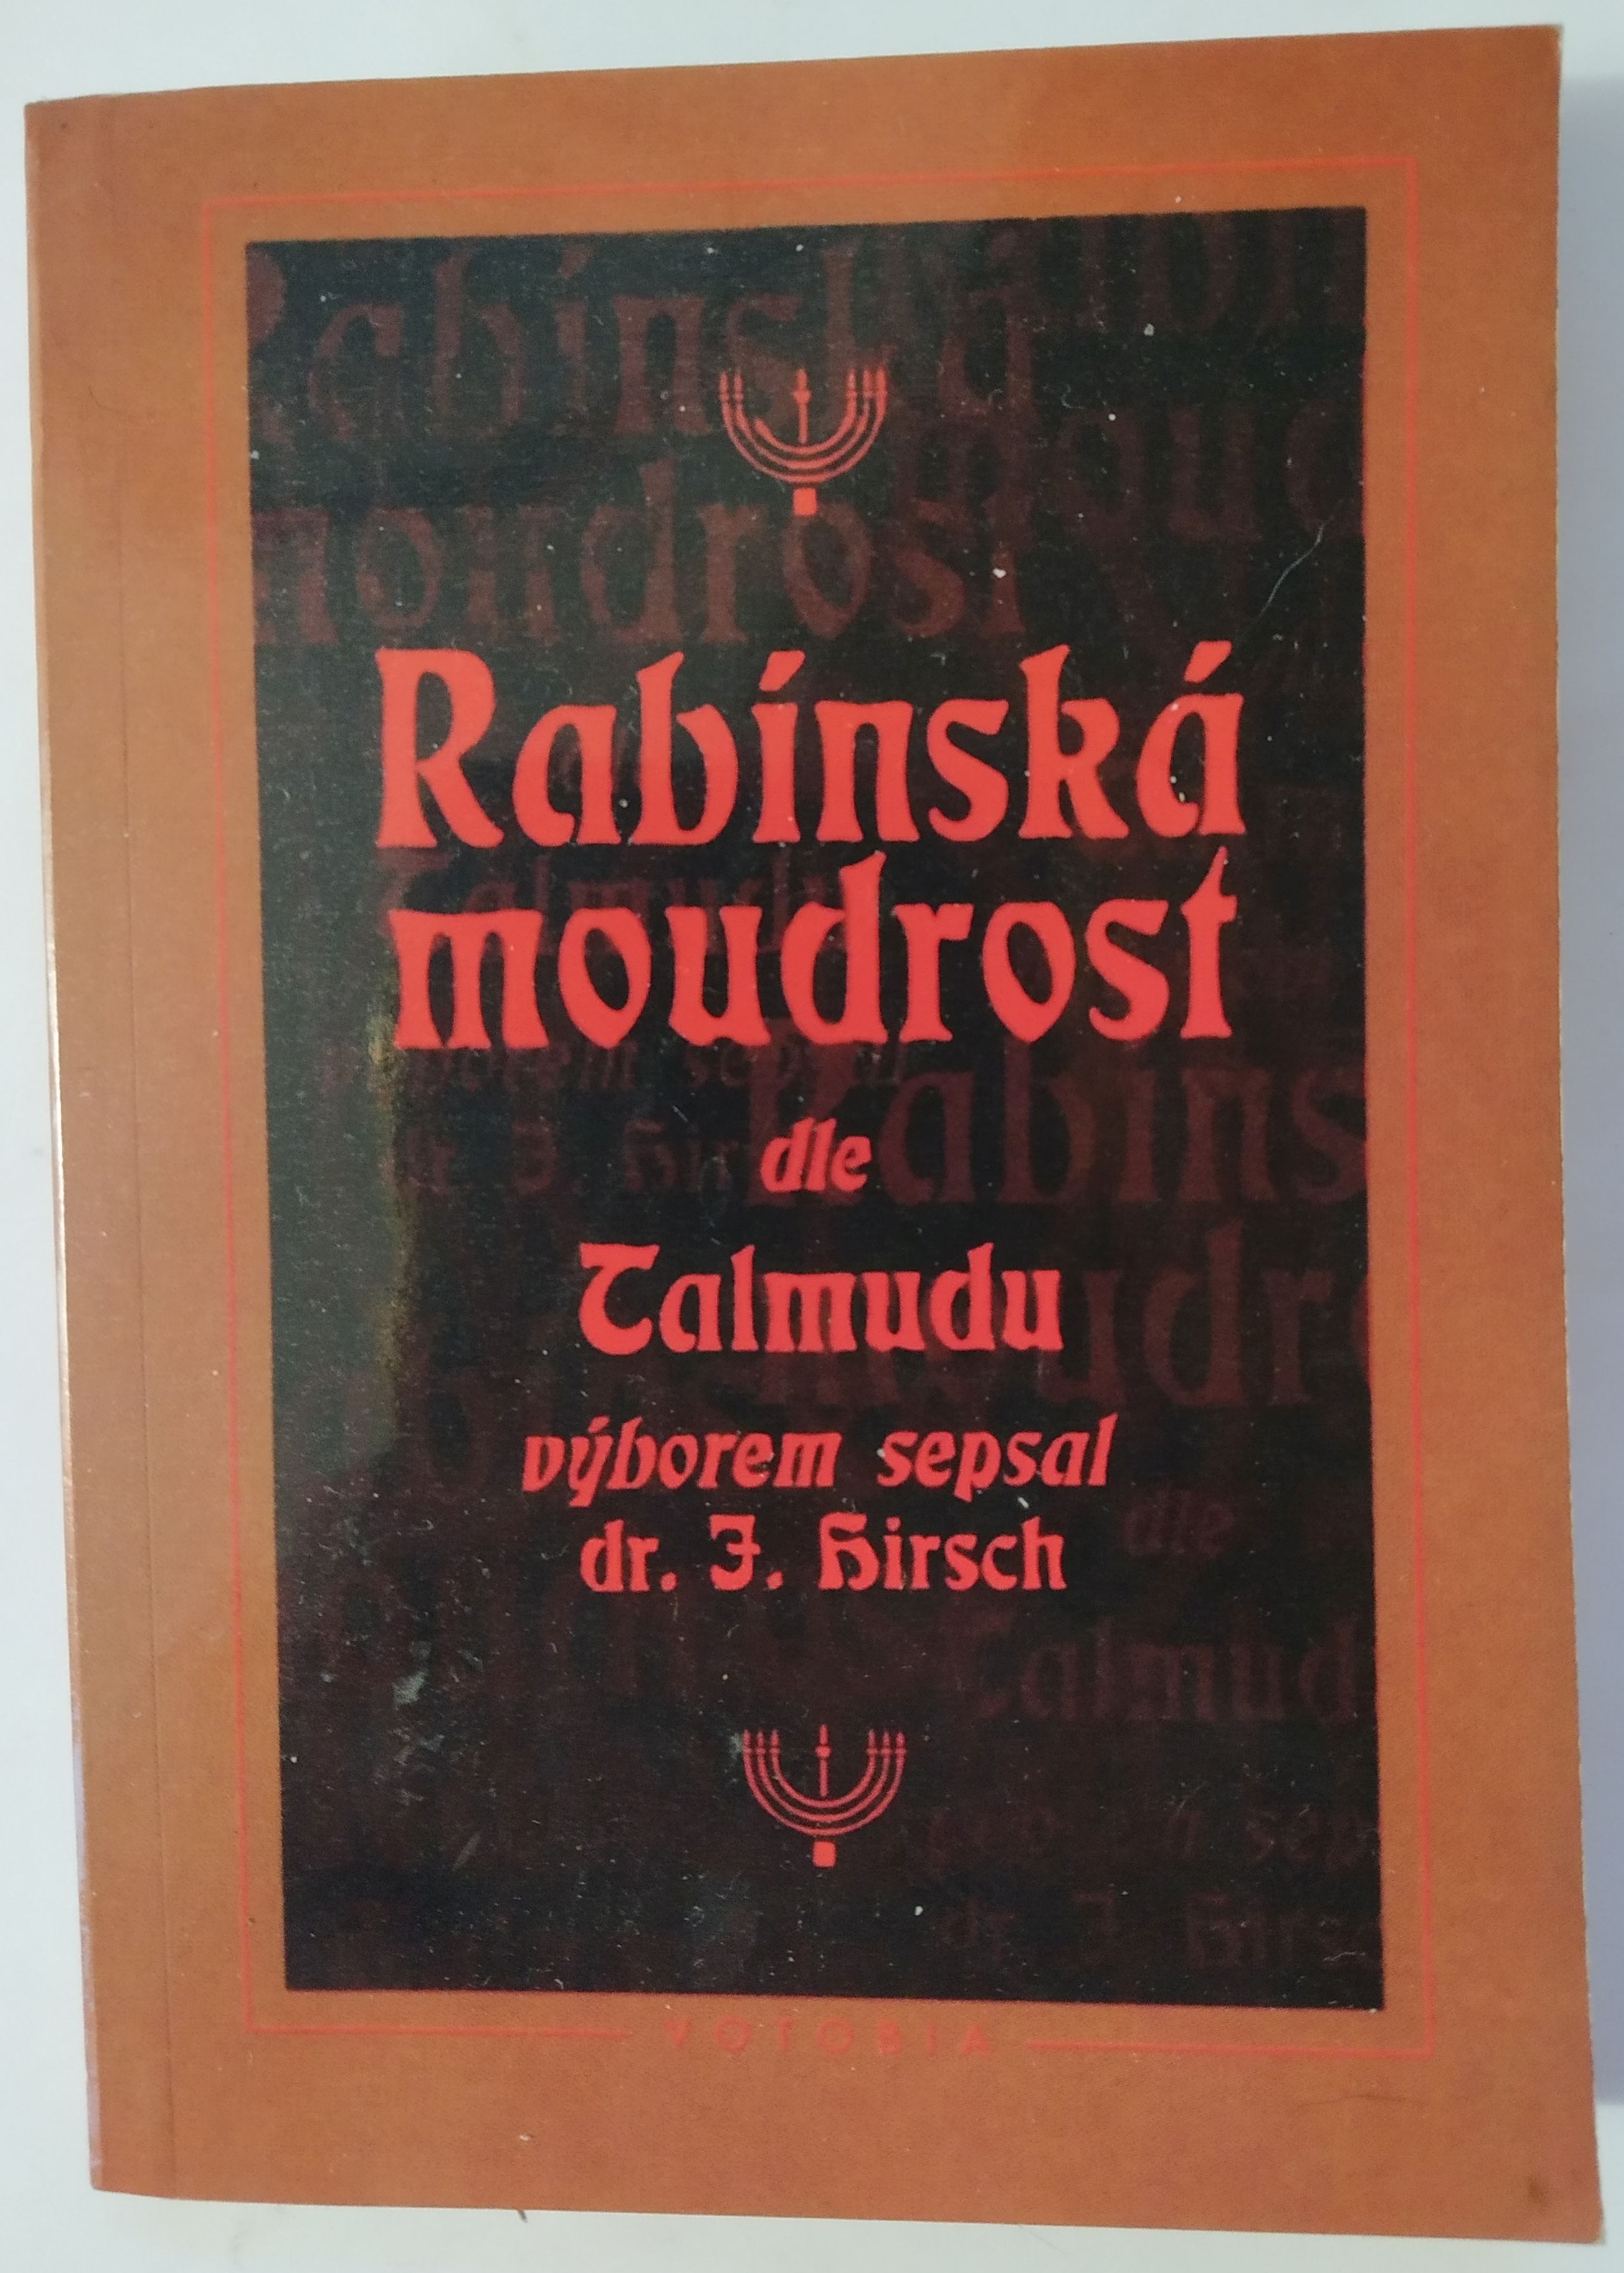 Rabínská
moudrost
dle
Talmudu
výborem sepsal
dr. J. Hirsch
VOTOBIA